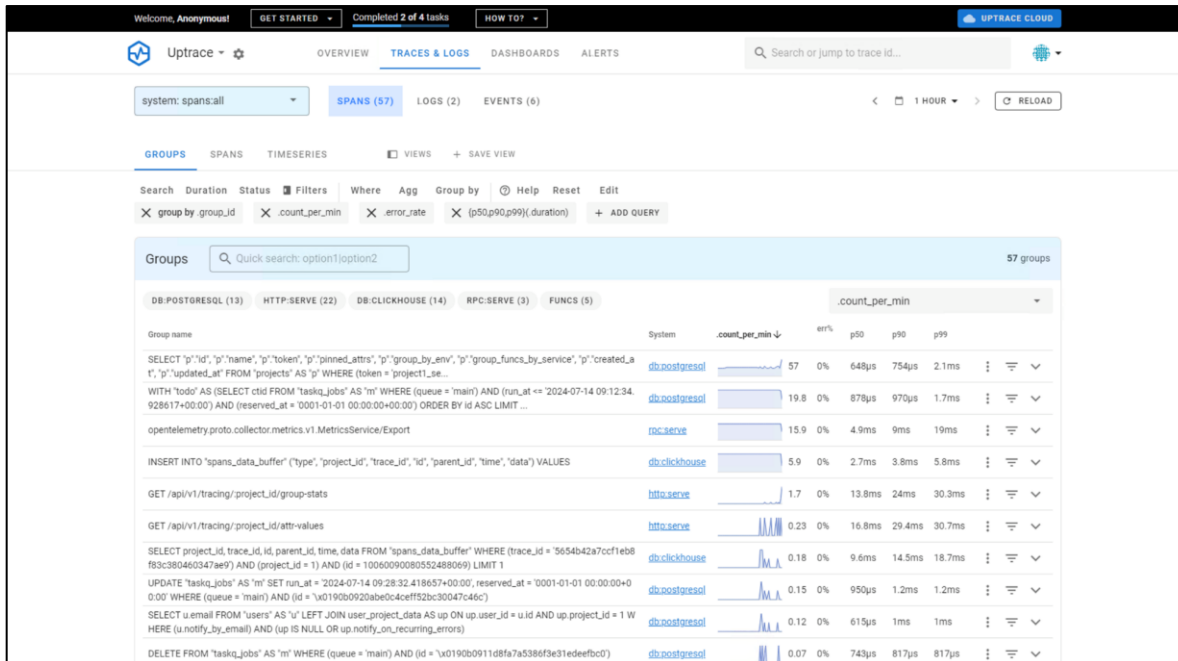 Welcome, Anonymous! GET STARTED Completed 2 of 4 tasks HOW TO? UPTRACE CLOUD
Uptrace OVERVIEW TRACES & LOGS DASHBOARDS ALERTS Search or jump to trace id...
system: spans:all SPANS (57) LOGS (2) EVENTS (6) 1 HOUR RELOAD
GROUPS SPANS TIMESERIES VIEWS + SAVE VIEW
Search Duration Status Filters Where Agg Group by Help Reset Edit
group by .group_id .count_per_min .error_rate {p50,p90,p99}(.duration) + ADD QUERY
Groups Quick search: option1|option2 57 groups
DB:POSTGRESQL (13) HTTP:SERVE (22) DB:CLICKHOUSE (14) RPC:SERVE (3) FUNCS (5) .count_per_min
Group name System .count_per_min err% p50 p90 p99
SELECT "p"."id", "p"."name", "p"."token", "p"."pinned_attrs", "p"."group_by_env", "p"."group_funcs_by_service", "p"."created_a
t", "p"."updated_at" FROM "projects" AS "p" WHERE (token = 'project1_se... db:postgresql 57 0% 648µs 754µs 2.1ms
WITH "todo" AS (SELECT ctid FROM "taskq_jobs" AS "m" WHERE (queue = 'main') AND (run_at <= '2024-07-14 09:12:34.
928617+00:00') AND (reserved_at = '0001-01-01 00:00:00+00:00') ORDER BY id ASC LIMIT ... db:postgresql 19.8 0% 878µs 970µs 1.7ms
opentelemetry.proto.collector.metrics.v1.MetricsService/Export rpc:serve 15.9 0% 4.9ms 9ms 19ms
INSERT INTO "spans_data_buffer" ("type", "project_id", "trace_id", "id", "parent_id", "time", "data") VALUES db:clickhouse 5.9 0% 2.7ms 3.8ms 5.8ms
GET /api/v1/tracing/:project_id/group-stats http:serve 1.7 0% 13.8ms 24ms 30.3ms
GET /api/v1/tracing/:project_id/attr-values http:serve 0.23 0% 16.8ms 29.4ms 30.7ms
SELECT project_id, trace_id, id, parent_id, time, data FROM "spans_data_buffer" WHERE (trace_id = '5654b42a7ccf1eb8
f83c380460347ae9') AND (project_id = 1) AND (id = 10060090080552488069) LIMIT 1 db:clickhouse 0.18 0% 9.6ms 14.5ms 18.7ms
UPDATE "taskq_jobs" AS "m" SET run_at = '2024-07-14 09:28:32.418657+00:00', reserved_at = '0001-01-01 00:00:00+0
0:00' WHERE (queue = 'main') AND (id = '\x0190b0920abe0c4ceff52bc30047c46c') db:postgresql 0.15 0% 950µs 1.2ms 1.2ms
SELECT u.email FROM "users" AS "u" LEFT JOIN user_project_data AS up ON up.user_id = u.id AND up.project_id = 1 W
HERE (u.notify_by_email) AND (up IS NULL OR up.notify_on_recurring_errors) db:postgresql 0.12 0% 615µs 1ms 1ms
DELETE FROM "taskq_jobs" AS "m" WHERE (queue = 'main') AND (id = '\x0190b0911d8fa7a5386f3e31edeefbc0') db:postgresql 0.07 0% 743µs 817µs 817µs